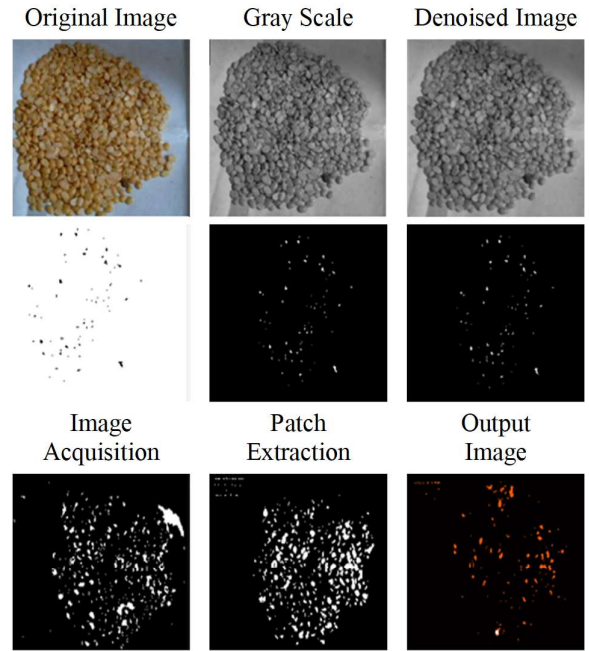 Original Image
Gray Scale
Denoised Image
Image
Acquisition
Patch
Extraction
Output
Image